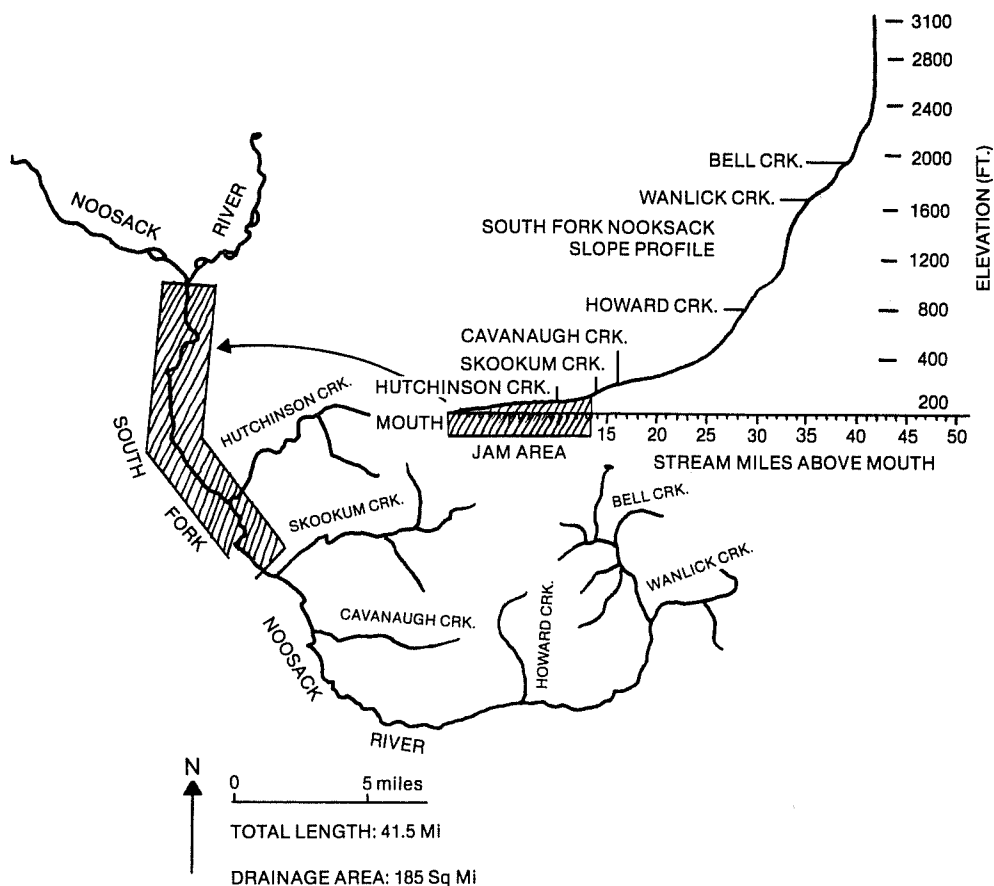 3100
2800
2400
BELL CRK.
2000
WANLICK CRK.
1600
SOUTH FORK NOOKSACK
SLOPE PROFILE
1200
HOWARD CRK.
800
CAVANAUGH CRK.
400
SKOOKUM CRK.
HUTCHINSON CRK.
200
ELEVATION (FT.)
MOUTH
15 20 25 30 35 40 45 50
JAM AREA
STREAM MILES ABOVE MOUTH
NOOSACK
RIVER
HUTCHINSON CRK.
SOUTH
FORK
SKOOKUM CRK.
BELL CRK.
WANLICK CRK.
CAVANAUGH CRK.
HOWARD CRK.
NOOSACK
RIVER
N
0 5 miles
TOTAL LENGTH: 41.5 Mi
DRAINAGE AREA: 185 Sq Mi